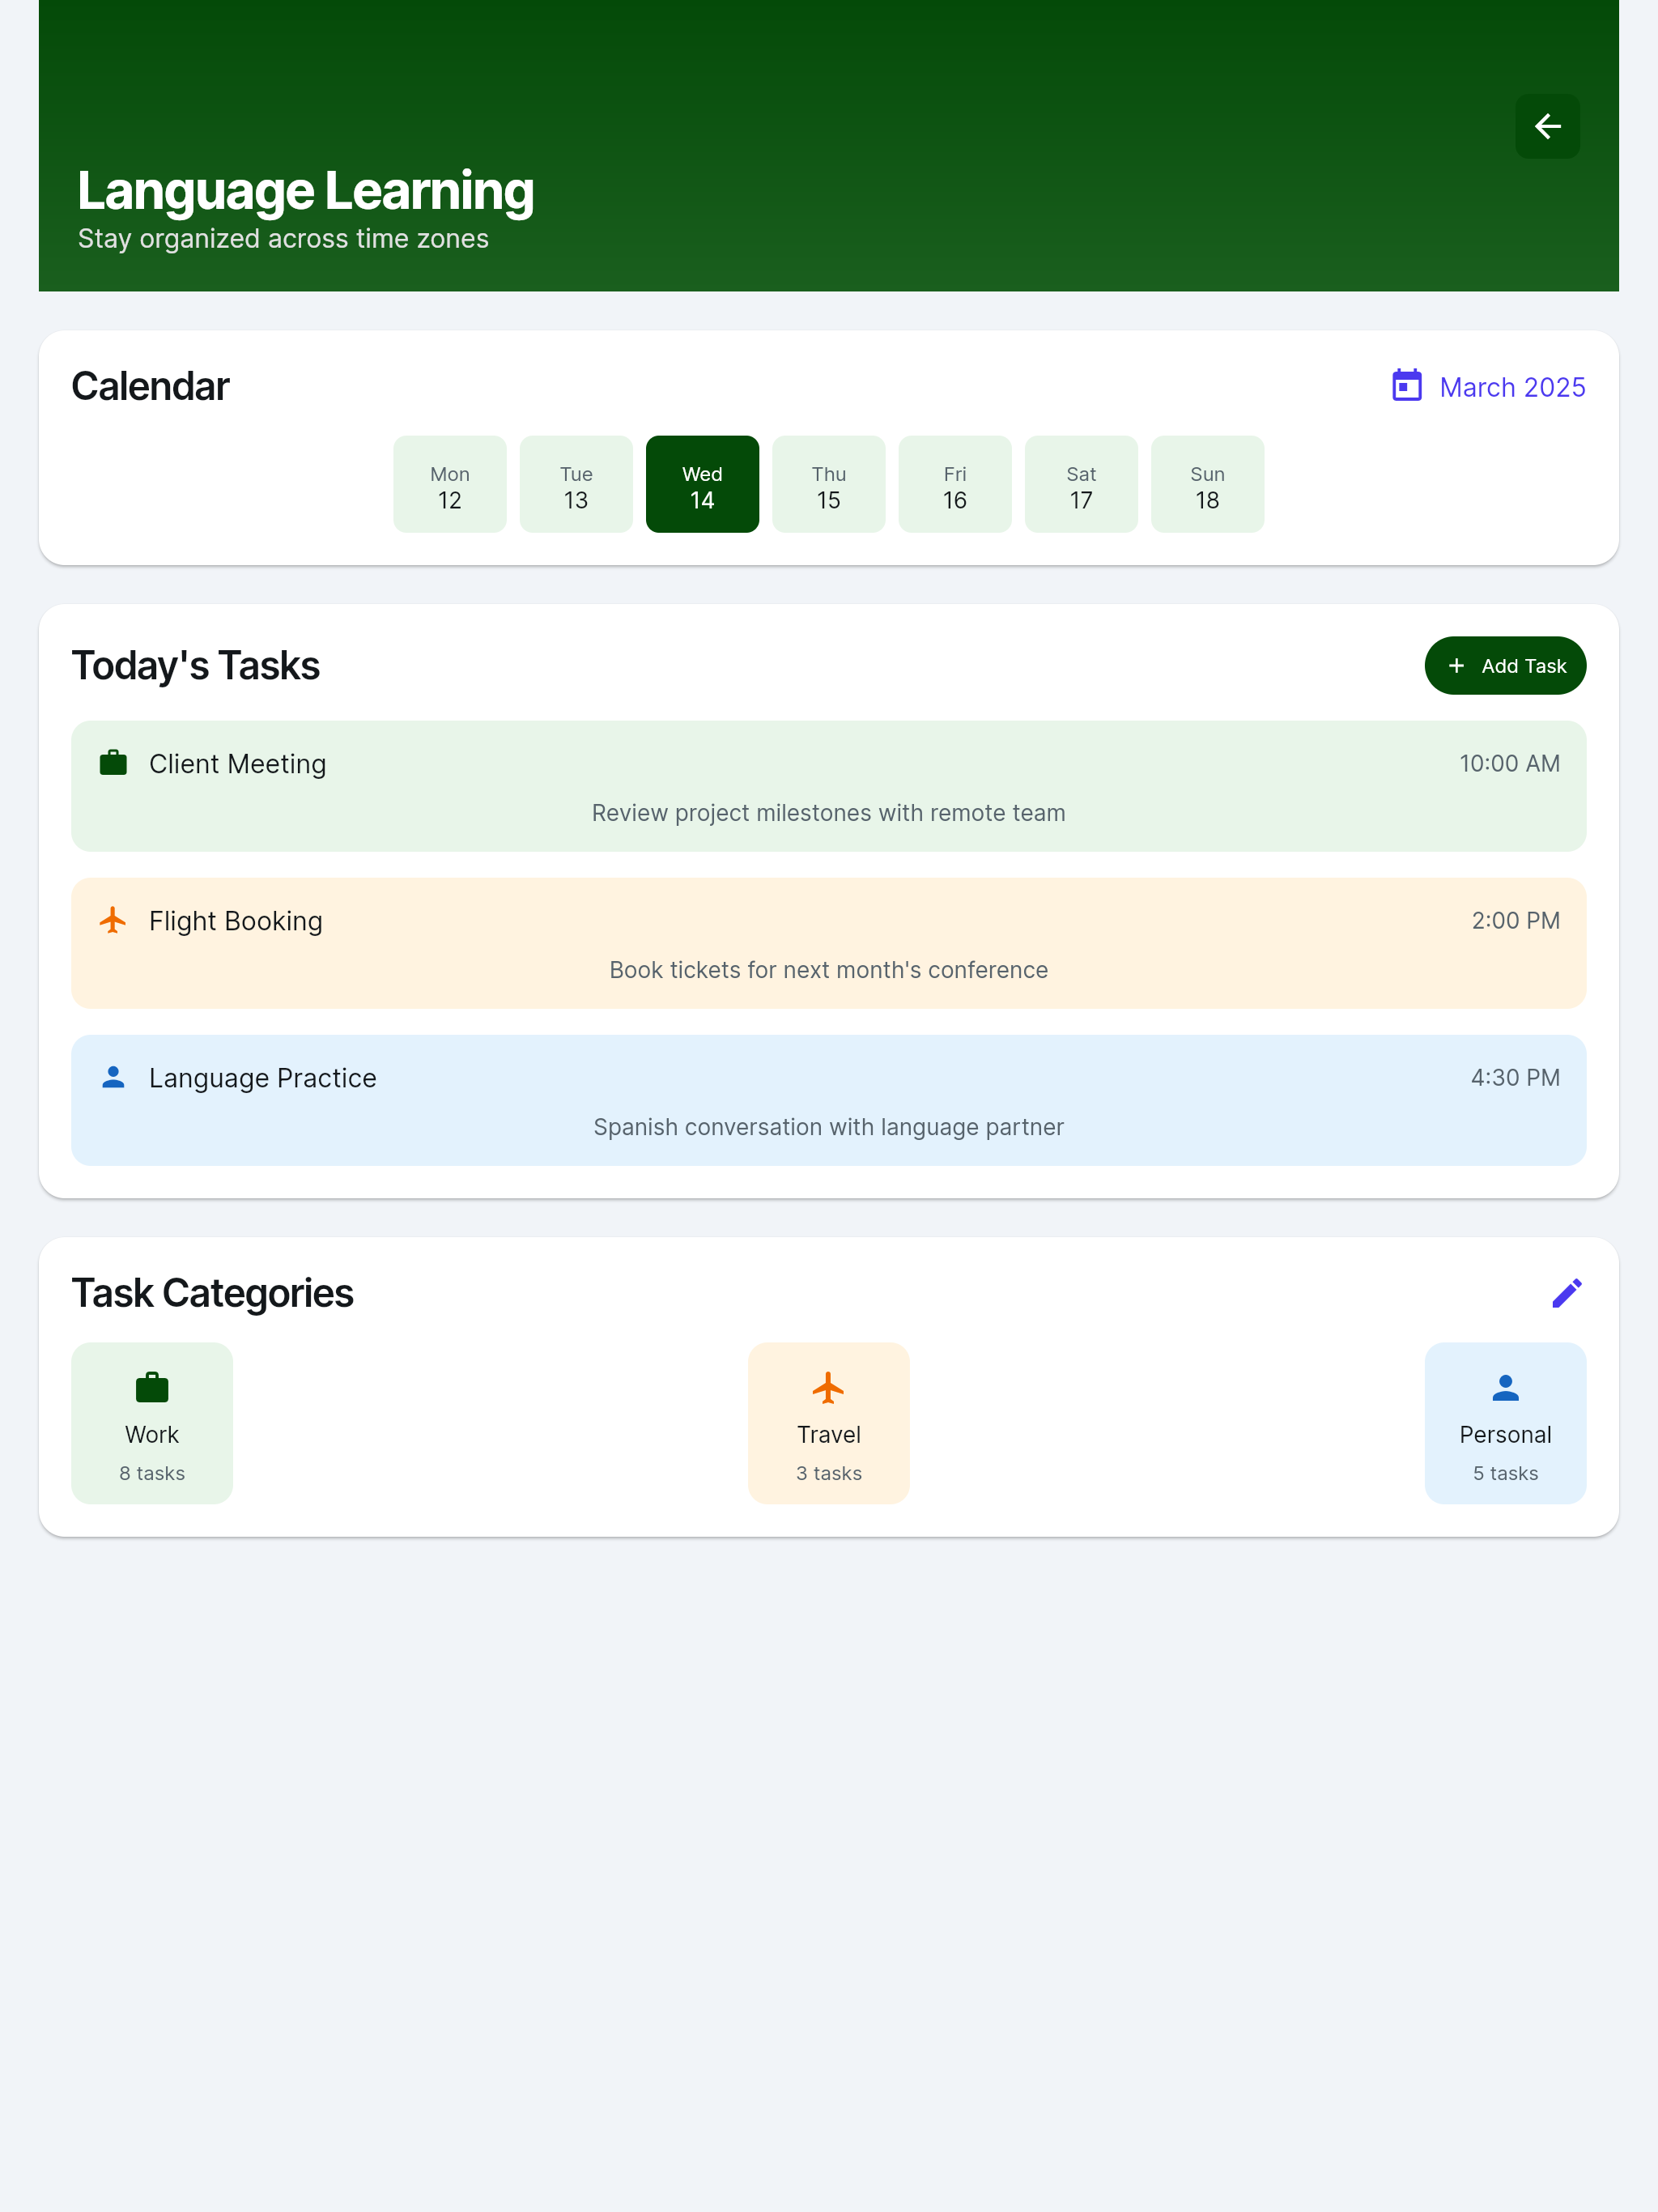 Language Learning
Stay organized across time zones
Calendar
March 2025
Mon Tue Wed Thu Fri Sat Sun
12 13 14 15 16 17 18
Today's Tasks
Add Task
Client Meeting 10:00 AM
Review project milestones with remote team
Flight Booking 2:00 PM
Book tickets for next month's conference
Language Practice 4:30 PM
Spanish conversation with language partner
Task Categories
Work Travel Personal
8 tasks 3 tasks 5 tasks